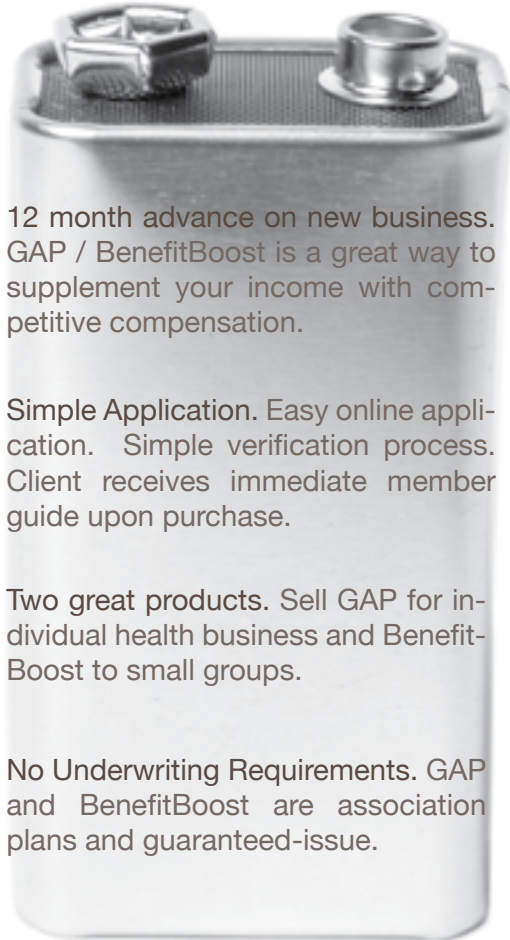 12 month advance on new business.
GAP / BenefitBoost is a great way to
supplement your income with com-
petitive compensation.
Simple Application. Easy online appli-
cation. Simple verification process.
Client receives immediate member
guide upon purchase.
Two great products. Sell GAP for in-
dividual health business and Benefit-
Boost to small groups.
No Underwriting Requirements. GAP
and BenefitBoost are association
plans and guaranteed-issue.